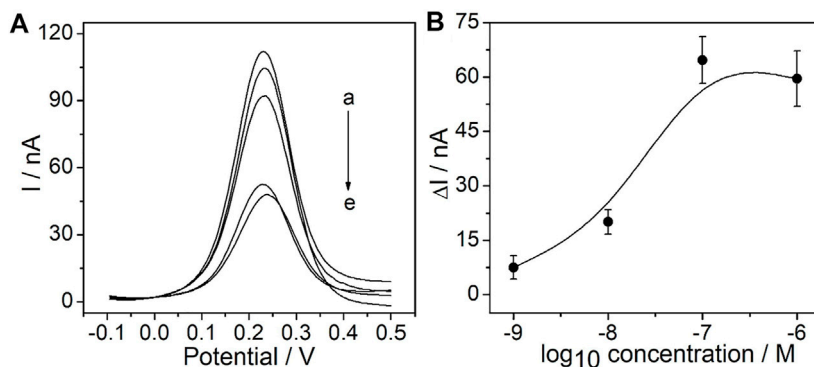 A
I / nA
120
90
60
30
0
a
e
-0.1 0.0 0.1 0.2 0.3 0.4 0.5
Potential / V
B
ΔI / nA
75
60
45
30
15
0
-9 -8 -7 -6
log10 concentration / M